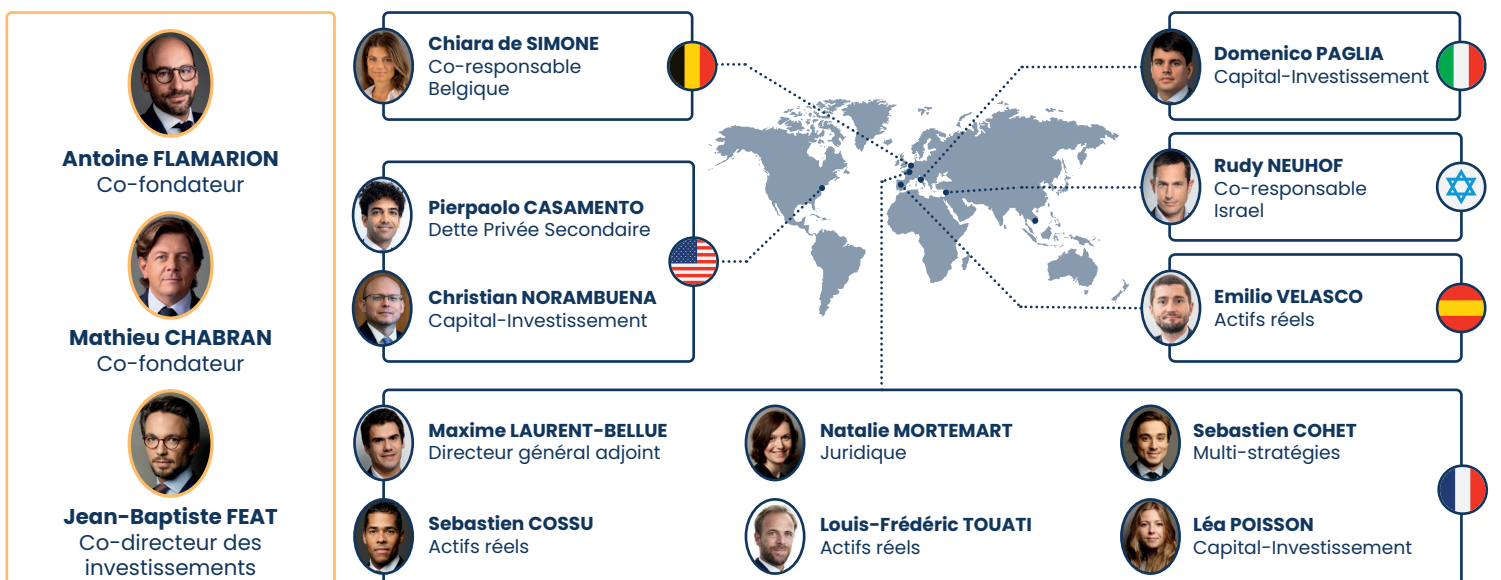 Antoine FLAMARION
Co-fondateur
Mathieu CHABRAN
Co-fondateur
Jean-Baptiste FEAT
Co-directeur des
investissements
Chiara de SIMONE
Co-responsable
Belgique
Pierpaolo CASAMENTO
Dette Privée Secondaire
Christian NORAMBUENA
Capital-Investissement
Domenico PAGLIA
Capital-Investissement
Rudy NEUHOF
Co-responsable
Israel
Emilio VELASCO
Actifs réels
Maxime LAURENT-BELLUE
Directeur général adjoint
Natalie MORTEMART
Juridique
Sebastien COHET
Multi-stratégies
Sebastien COSSU
Actifs réels
Louis-Frédéric TOUATI
Actifs réels
Léa POISSON
Capital-Investissement